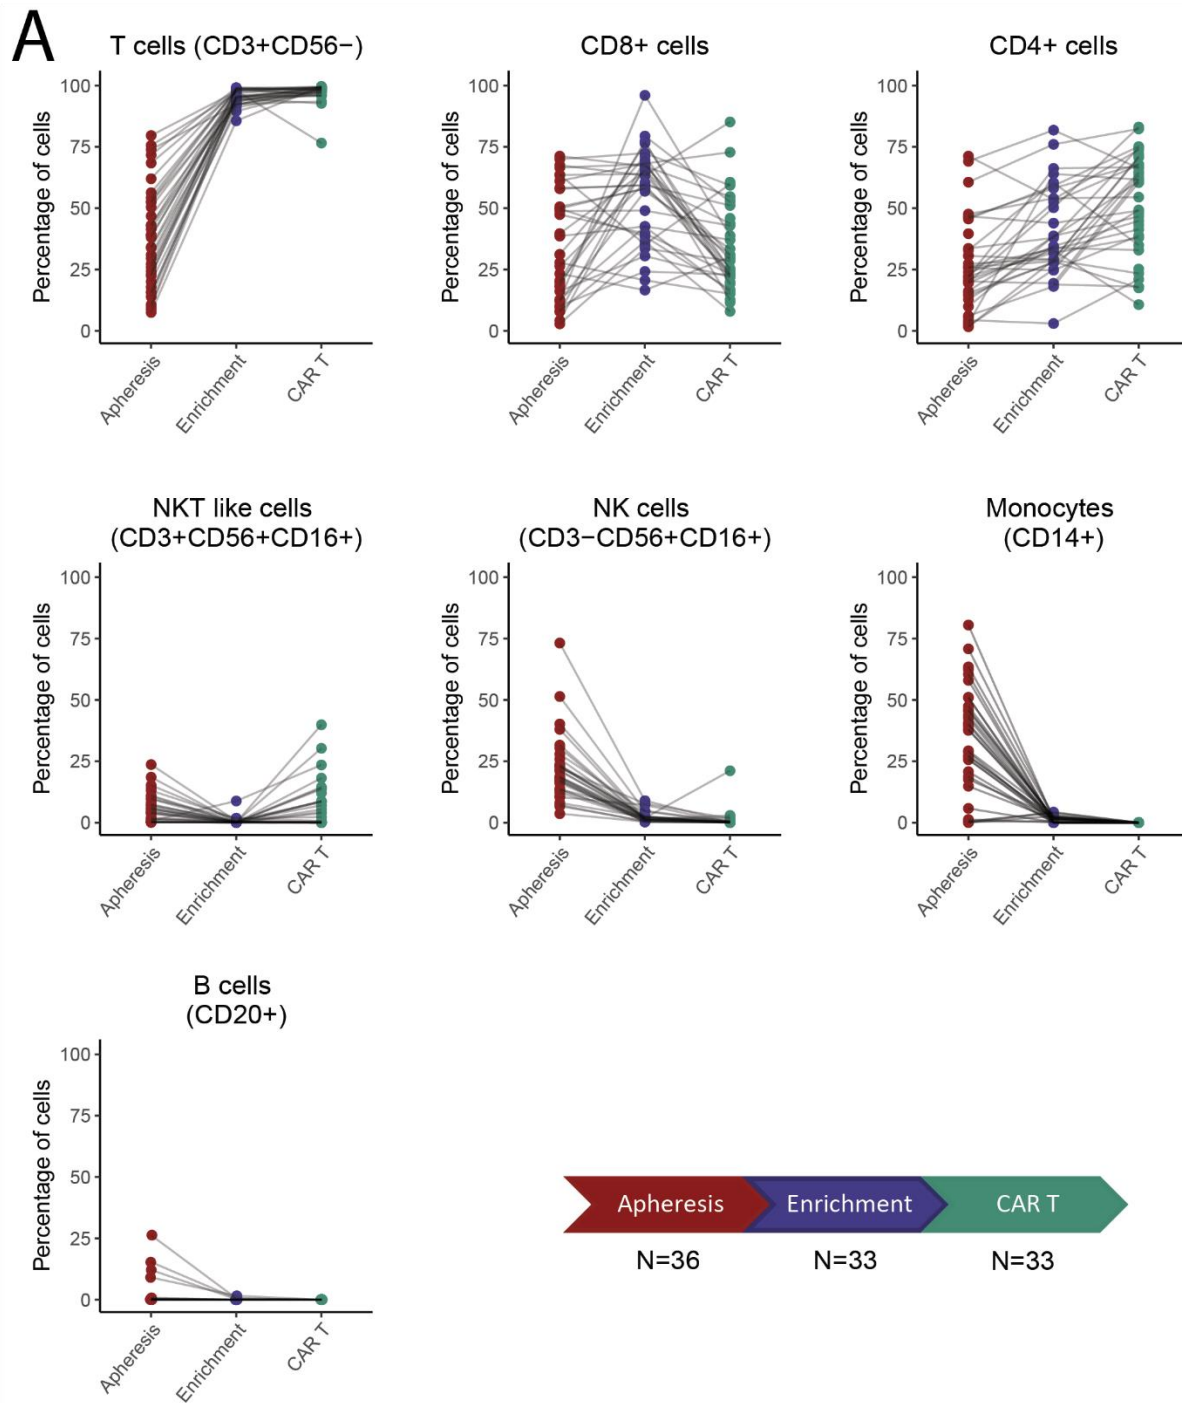 A
T cells (CD3+CD56−)
CD8+ cells
CD4+ cells
Percentage of cells
100
75
50
25
0
Apheresis
Enrichment
CAR T
Percentage of cells
100
75
50
25
0
Apheresis
Enrichment
CAR T
Percentage of cells
100
75
50
25
0
Apheresis
Enrichment
CAR T
NKT like cells
(CD3+CD56+CD16+)
NK cells
(CD3−CD56+CD16+)
Monocytes
(CD14+)
Percentage of cells
100
75
50
25
0
Apheresis
Enrichment
CAR T
Percentage of cells
100
75
50
25
0
Apheresis
Enrichment
CAR T
Percentage of cells
100
75
50
25
0
Apheresis
Enrichment
CAR T
B cells
(CD20+)
Percentage of cells
100
75
50
25
0
Apheresis
Enrichment
CAR T
Apheresis
Enrichment
CAR T
N=36
N=33
N=33